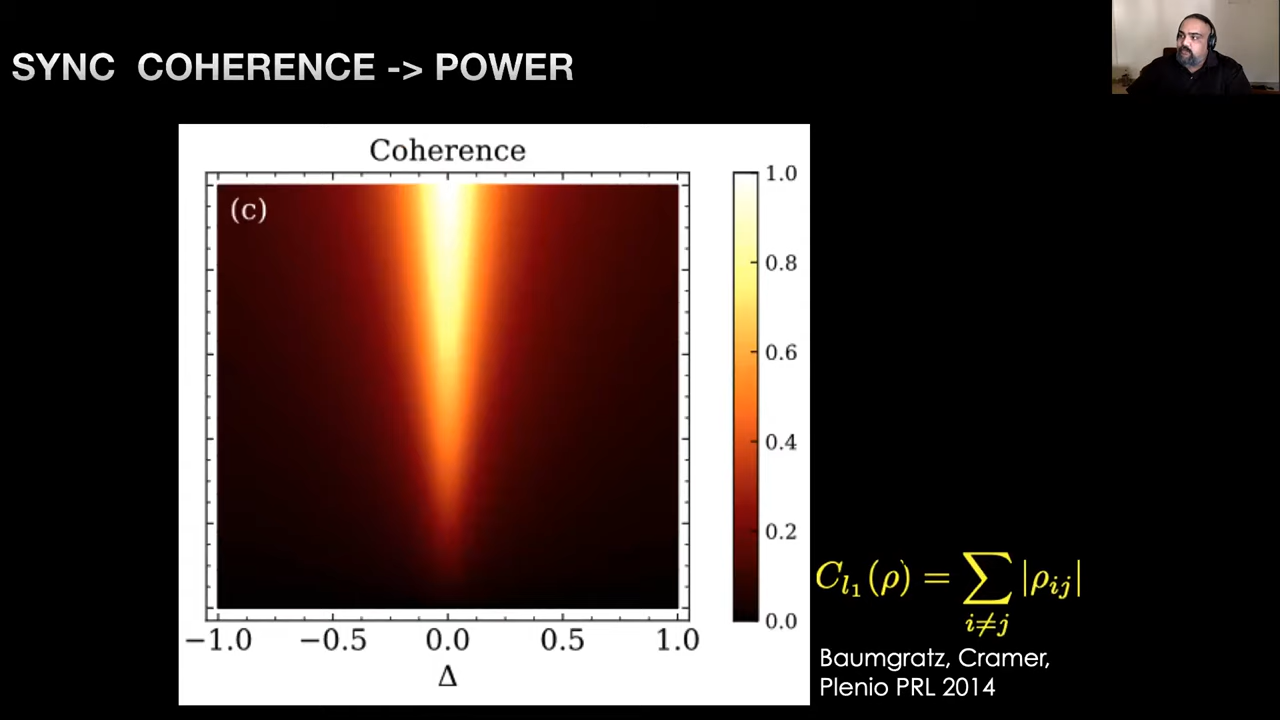 SYNC COHERENCE -> POWER
Coherence
(c)
1.0
0.8
0.6
0.4
0.2
0.0
−1.0 −0.5 0.0 0.5 1.0
Δ
C_{l_1}(ρ) = ∑_{i≠j} |ρ_{ij}|
Baumgratz, Cramer,
Plenio PRL 2014